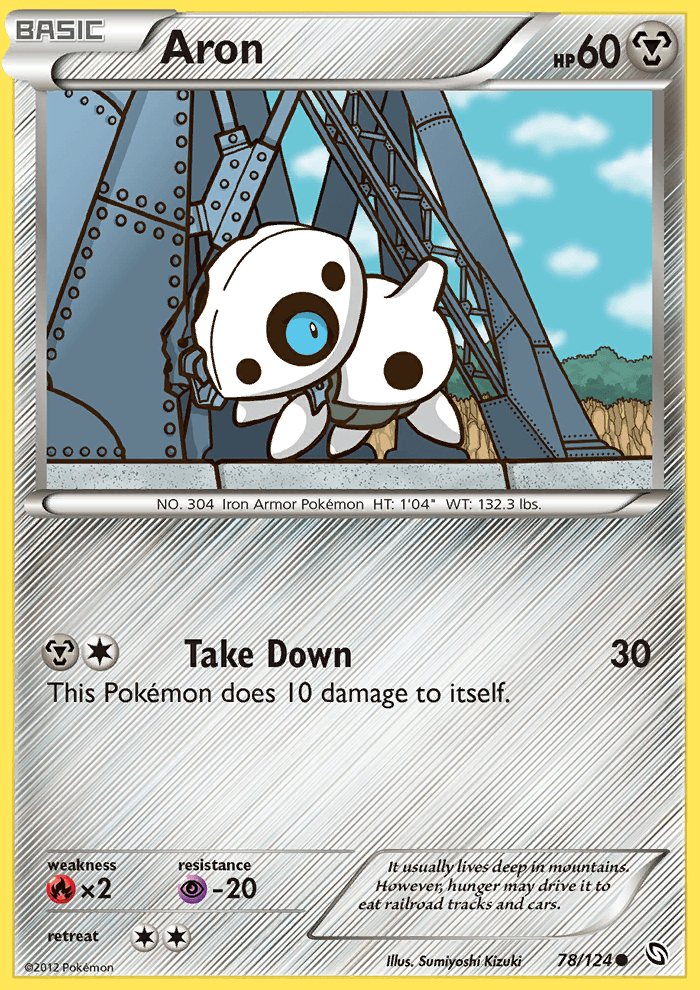 BASIC
Aron
HP60
NO. 304 Iron Armor Pokémon HT: 1'04" WT: 132.3 lbs.
Take Down 30
This Pokémon does 10 damage to itself.
weakness
×2
resistance
-20
It usually lives deep in mountains.
However, hunger may drive it to
eat railroad tracks and cars.
retreat
Illus. Sumiyoshi Kizuki
78/124
©2012 Pokémon